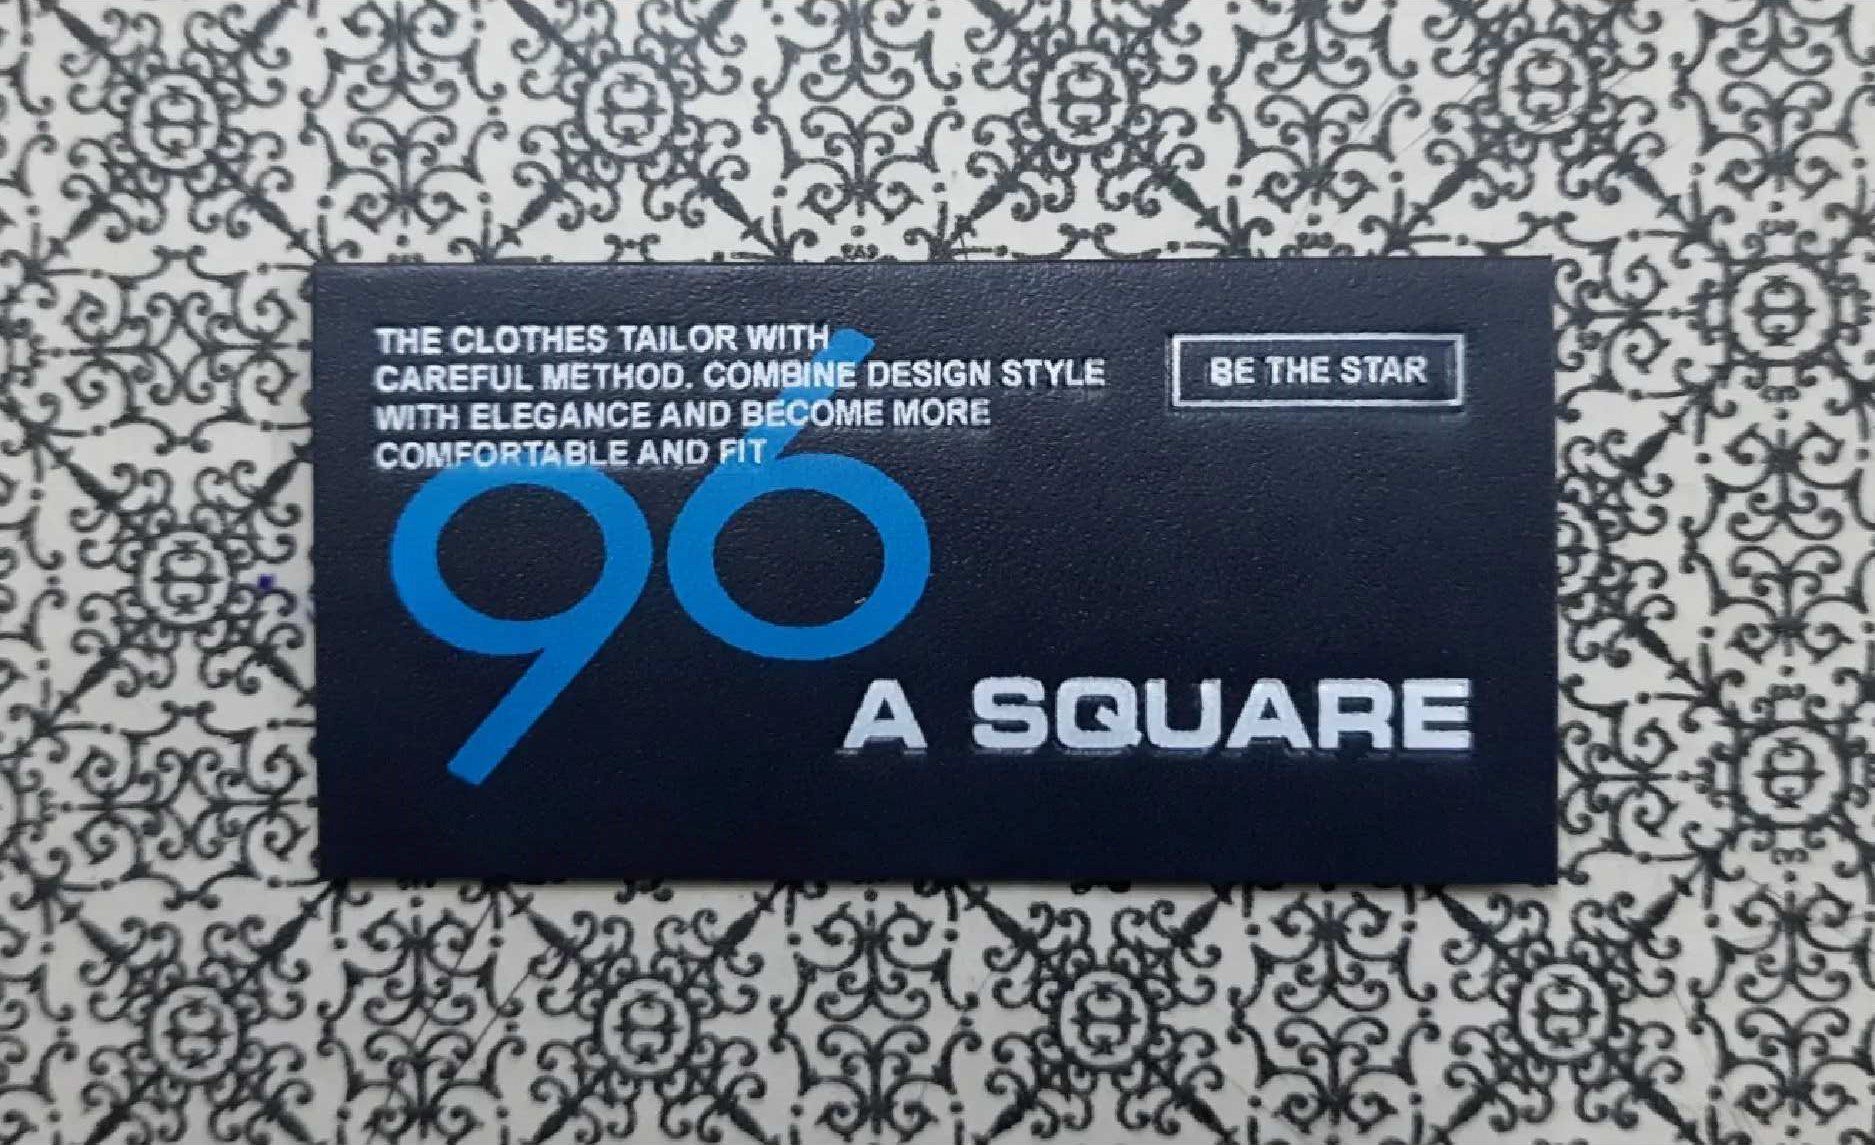 THE CLOTHES TAILOR WITH
CAREFUL METHOD. COMBINE DESIGN STYLE
WITH ELEGANCE AND BECOME MORE
COMFORTABLE AND FIT
BE THE STAR
96
A SQUARE